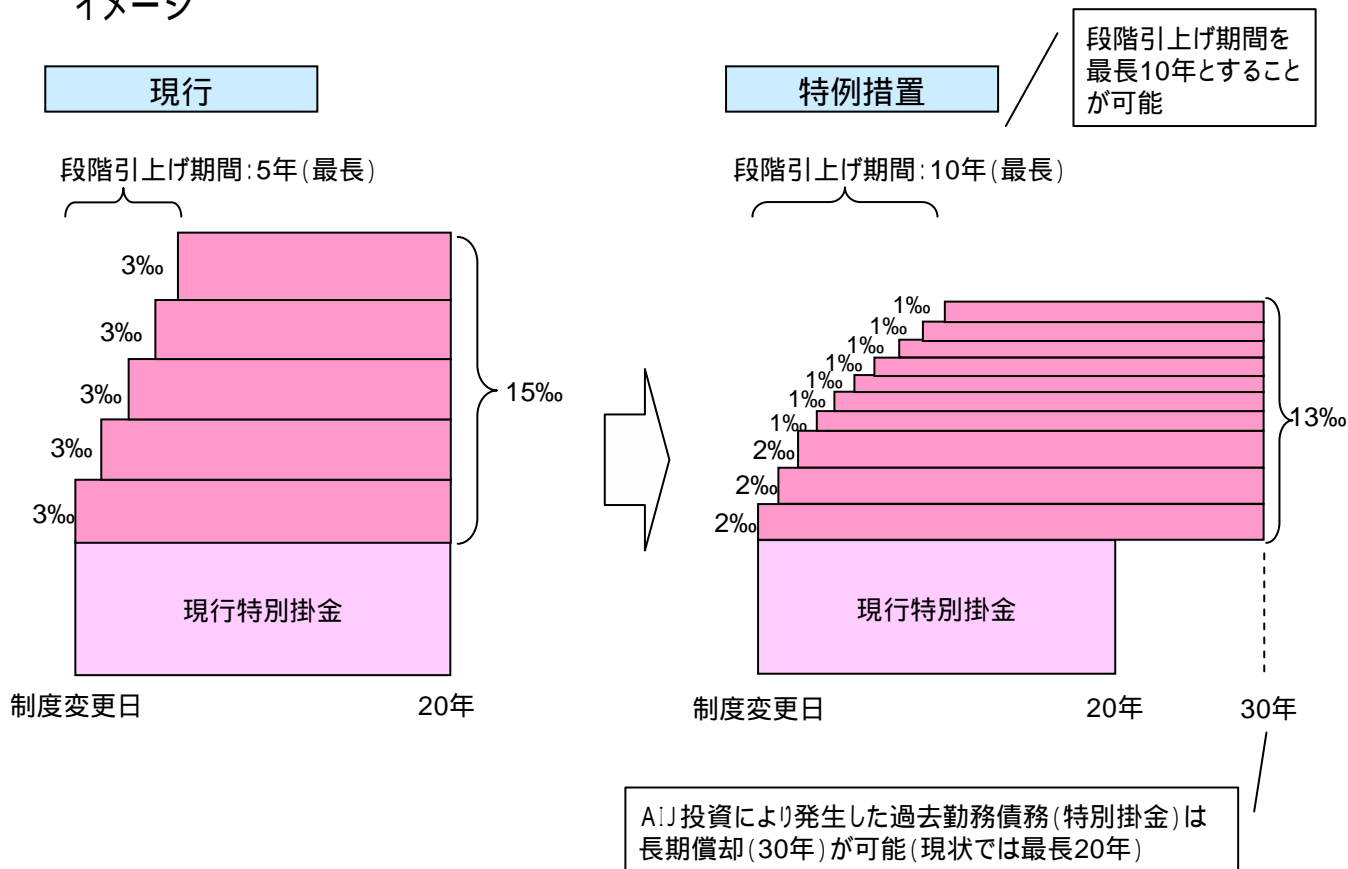 イメージ
現行
段階引上げ期間:5年(最長)
3‰
3‰
3‰
3‰
3‰
15‰
現行特別掛金
制度変更日
20年
特例措置
段階引上げ期間を
最長10年とすること
が可能
段階引上げ期間:10年(最長)
1‰
1‰
1‰
1‰
1‰
1‰
1‰
2‰
2‰
2‰
13‰
現行特別掛金
制度変更日
20年
30年
AIJ投資により発生した過去勤務債務(特別掛金)は
長期償却(30年)が可能(現状では最長20年)